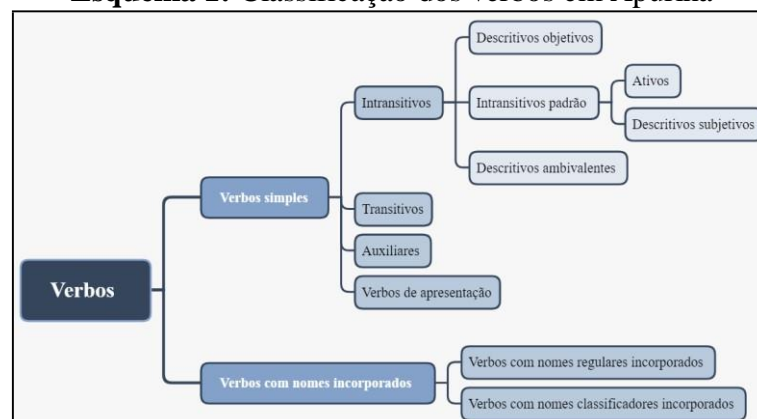 Esquema 1: Classificação dos verbos em Apurinã
Descritivos objetivos
Ativos
Intransitivos
Intransitivos padrão
Descritivos subjetivos
Descritivos ambivalentes
Verbos simples
Transitivos
Auxiliares
Verbos
Verbos de apresentação
Verbos com nomes regulares incorporados
Verbos com nomes incorporados
Verbos com nomes classificadores incorporados